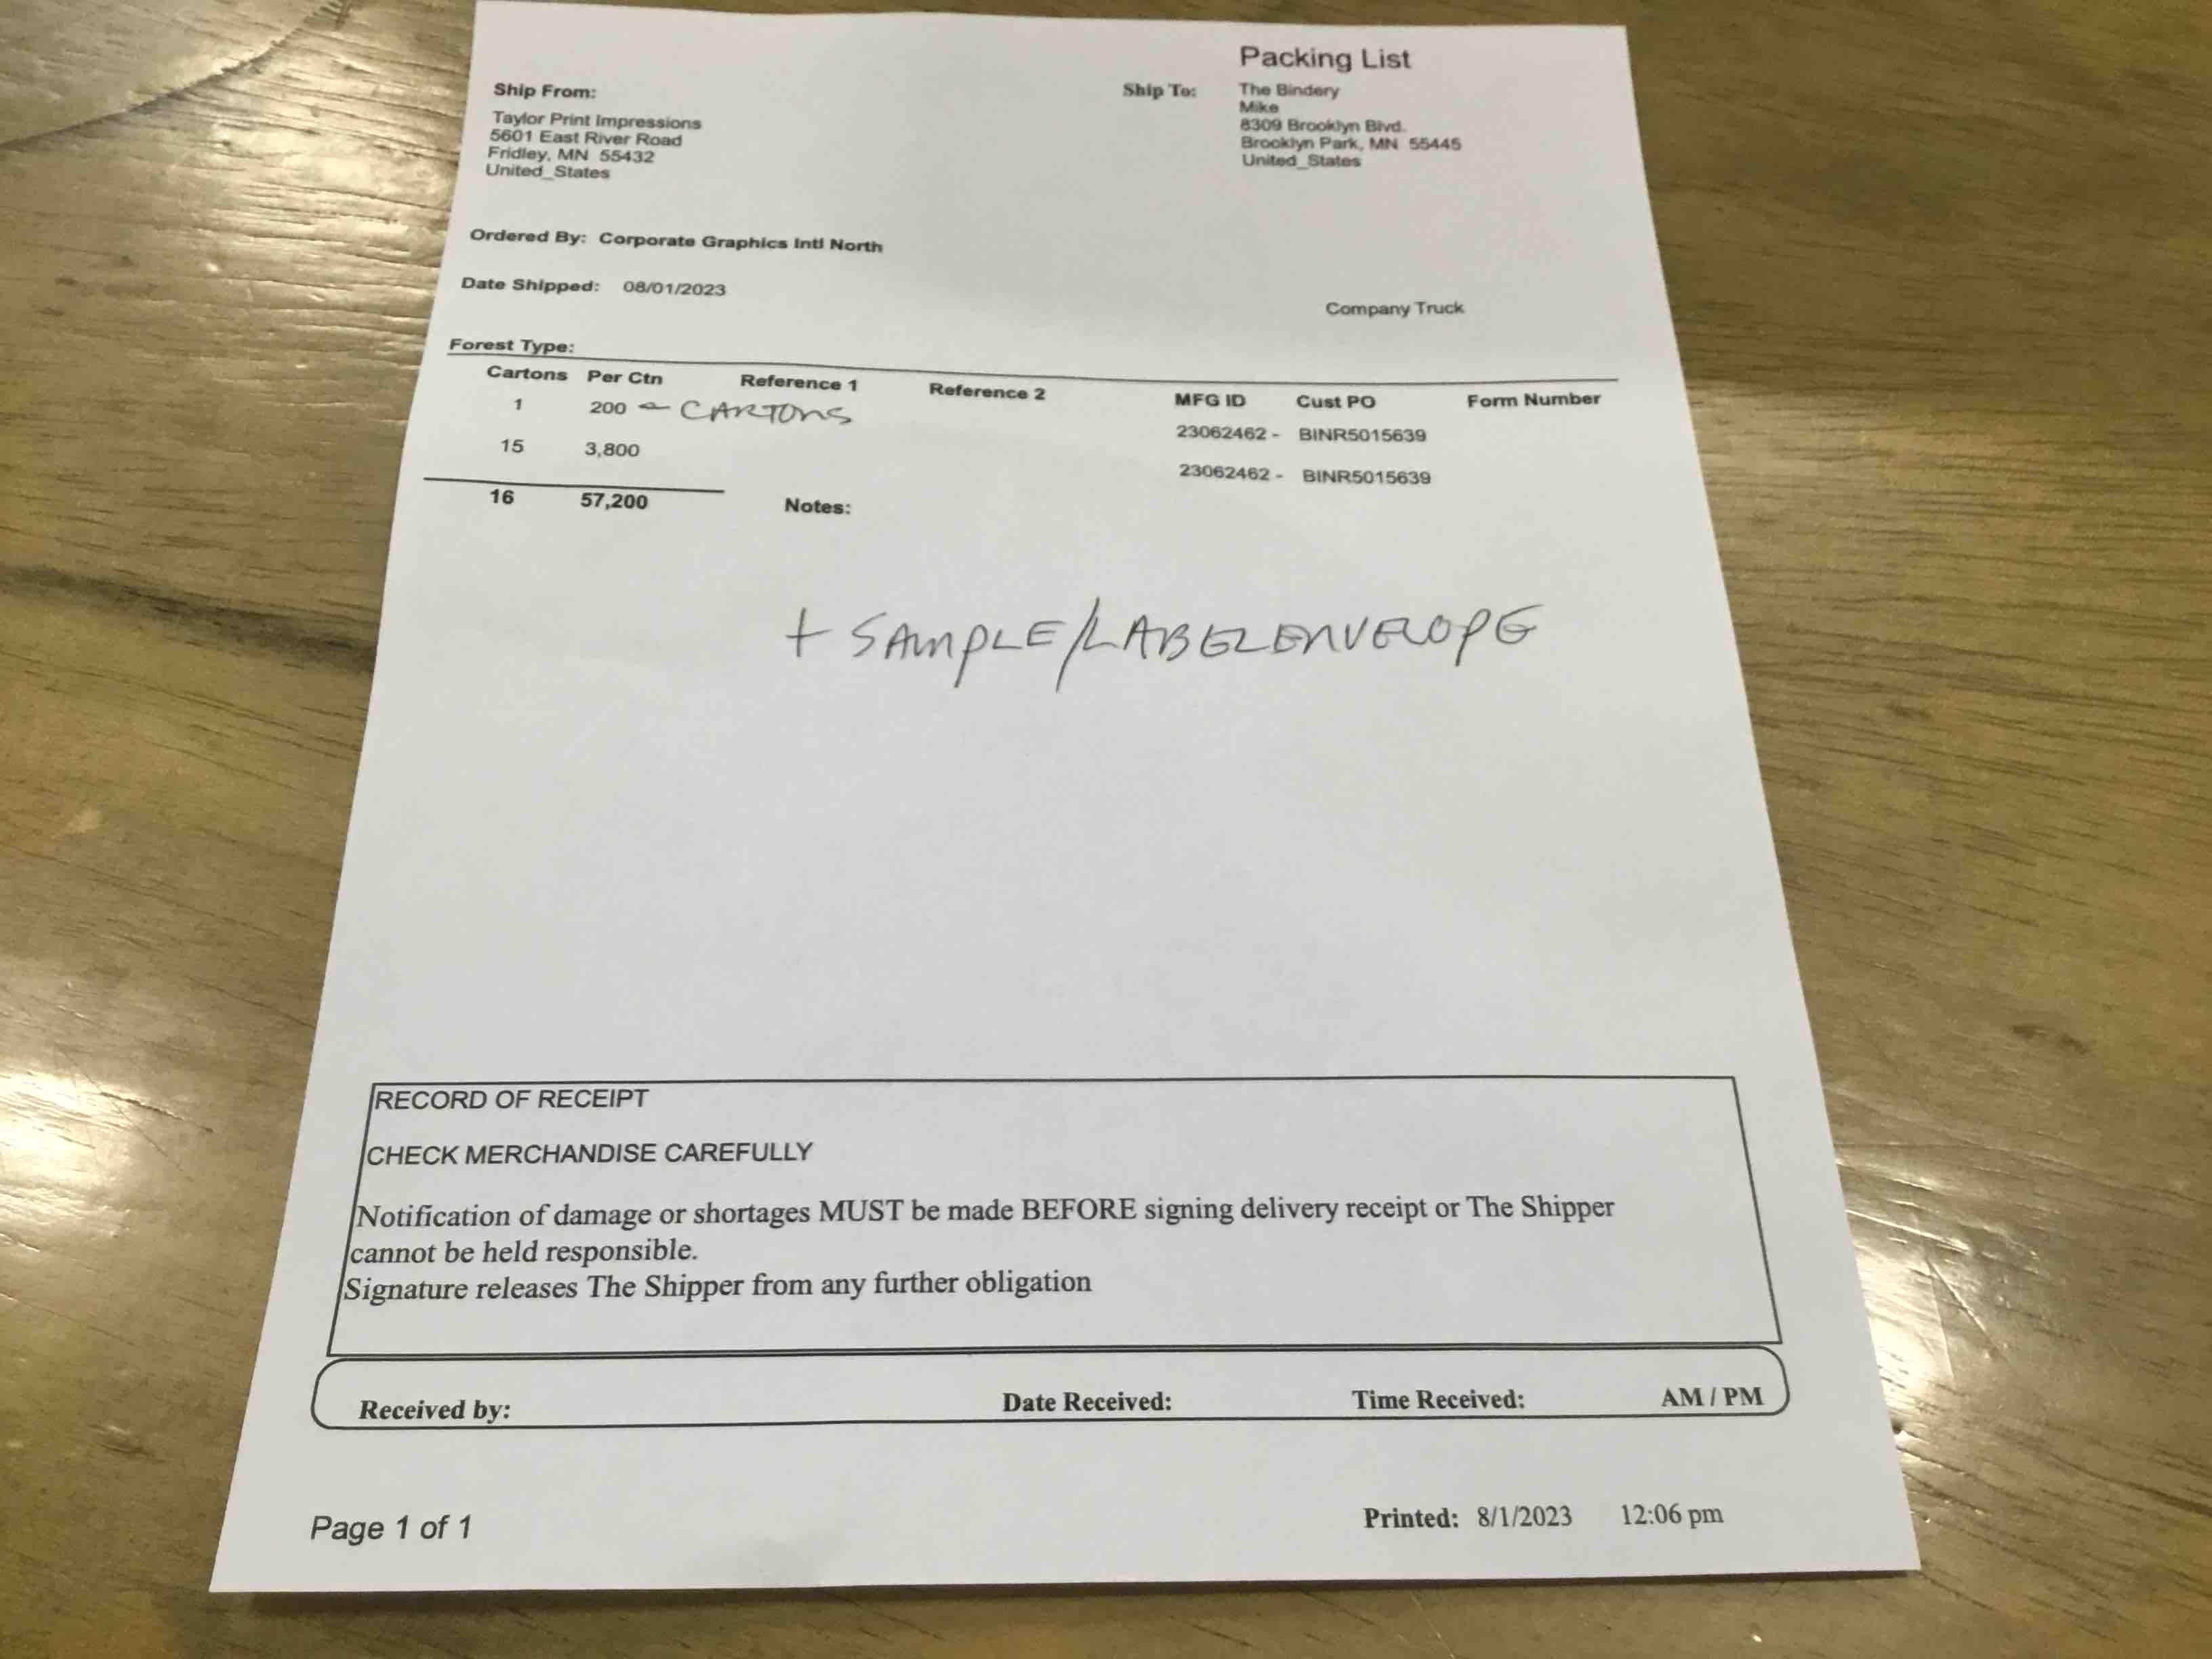 Packing List
Ship From:
Taylor Print Impressions
5601 East River Road
Fridley, MN 55432
United_States
Ship To:
The Bindery
Mike
8309 Brooklyn Blvd.
Brooklyn Park, MN 55445
United_States
Ordered By: Corporate Graphics Intl North
Date Shipped: 08/01/2023
Company Truck
Forest Type:
Cartons Per Ctn Reference 1 Reference 2 MFG ID Cust PO Form Number
1 200 - CARTONS 23062462 - BINR5015639
15 3,800 23062462 - BINR5015639
16 57,200 Notes:
+ SAMPLE/LABEL ENVELOPE
RECORD OF RECEIPT
CHECK MERCHANDISE CAREFULLY
Notification of damage or shortages MUST be made BEFORE signing delivery receipt or The Shipper
cannot be held responsible.
Signature releases The Shipper from any further obligation
Received by: Date Received: Time Received: AM / PM
Page 1 of 1
Printed: 8/1/2023 12:06 pm